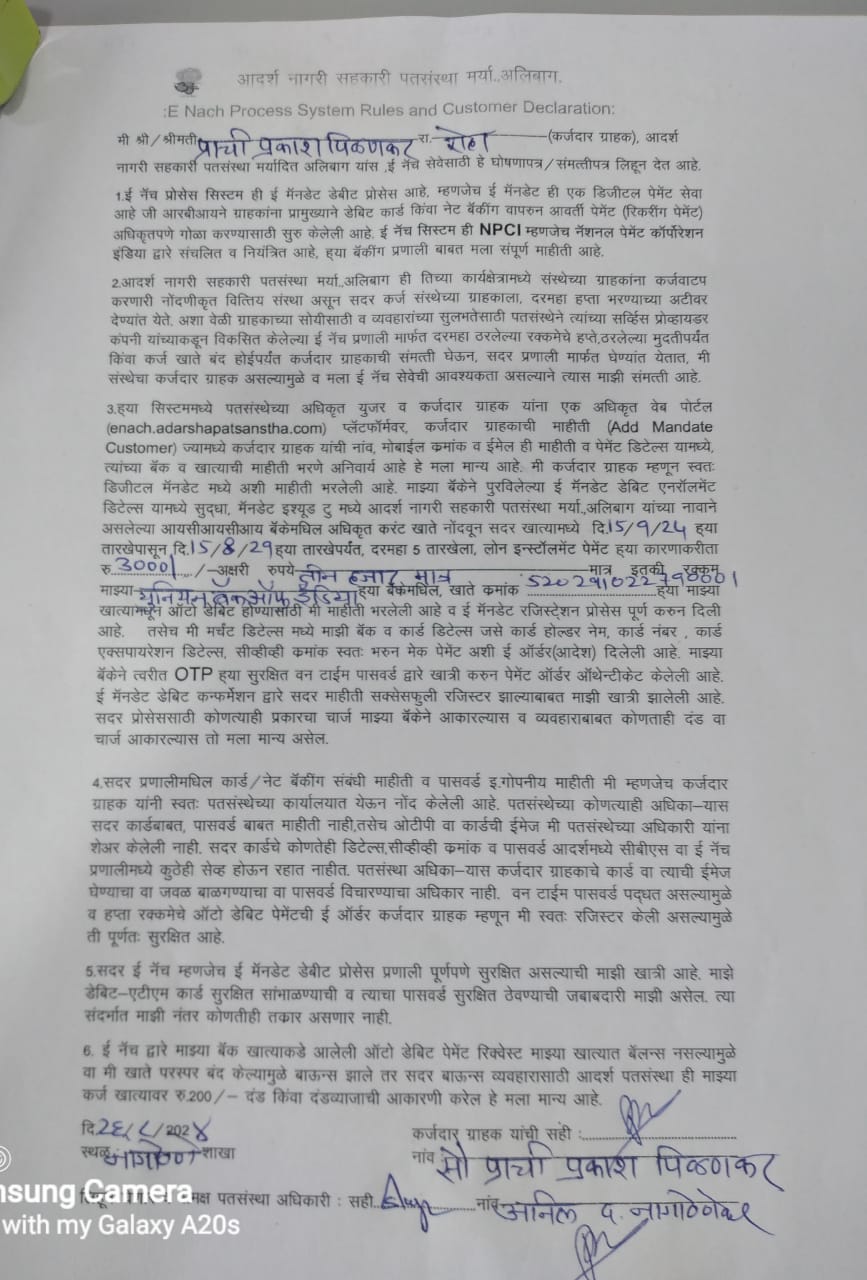 आदर्श नागरी सहकारी पतसंस्था मर्या.,अलिबाग.
:E Nach Process System Rules and Customer Declaration:
मी श्री/श्रीमती प्राची प्रकाश पिळणकर रा. रोहा (कर्जदार ग्राहक), आदर्श
नागरी सहकारी पतसंस्था मर्यादित अलिबाग यांस ,ई नॅच सेवेसाठी हे घोषणापत्र/संमत्तीपत्र लिहून देत आहे.
1.ई नॅच प्रोसेस सिस्टम ही ई मॅनडेट डेबीट प्रोसेस आहे, म्हणजेच ई मॅनडेट ही एक डिजिटल पेमेंट सेवा
आहे जी आरबीआयने ग्राहकांना प्रामुख्याने डेबिट कार्ड किंवा नेट बॅकींग वापरुन आवर्ती पेमेंट (रिकरींग पेमेंट)
अधिकृतपणे गोळा करण्यासाठी सुरु केलेली आहे. ई नॅच सिस्टम ही NPCI म्हणजेच नॅशनल पेमेंट कॉर्पोरेशन
इंडिया द्वारे संचलित व नियंत्रित आहे, ह्या बॅकींग प्रणाली बाबत मला संपूर्ण माहीती आहे.
2.आदर्श नागरी सहकारी पतसंस्था मर्या.,अलिबाग ही तिच्या कार्यक्षेत्रामध्ये संस्थेच्या ग्राहकांना कर्जवाटप
करणारी नोंदणीकृत वित्तिय संस्था असून सदर कर्ज संस्थेच्या ग्राहकाला, दरमहा हप्ता भरण्याच्या अटीवर
देण्यांत येते. अशा वेळी ग्राहकाच्या सोयीसाठी व व्यवहारांच्या सुलभतेसाठी पतसंस्थेने त्यांच्या सर्व्हिस प्रोव्हायडर
कंपनी यांच्याकडून विकसित केलेल्या ई नॅच प्रणाली मार्फत दरमहा ठरलेल्या रक्कमेचे हप्ते,ठरलेल्या मुदतीपर्यंत
किंवा कर्ज खाते बंद होईपर्यंत कर्जदार ग्राहकाची संमत्ती घेऊन, सदर प्रणाली मार्फत घेण्यांत येतात, मी
संस्थेचा कर्जदार ग्राहक असल्यामुळे व मला ई नॅच सेवेची आवश्यकता असल्याने त्यास माझी संमत्ती आहे.
3.ह्या सिस्टममध्ये पतसंस्थेच्या अधिकृत युजर व कर्जदार ग्राहक यांना एक अधिकृत वेब पोर्टल
(enach.adarshapatsanstha.com) प्लॅटफॉर्मवर, कर्जदार ग्राहकाची माहीती (Add Mandate
Customer) ज्यामध्ये कर्जदार ग्राहक यांची नांव, मोबाईल क्रमांक व ईमेल ही माहीती व पेमेंट डिटेल्स यामध्ये,
त्यांच्या बॅक व खात्याची माहीती भरणे अनिवार्य आहे हे मला मान्य आहे. मी कर्जदार ग्राहक म्हणून स्वतः
डिजीटल मॅनडेट मध्ये अशी माहीती भरलेली आहे. माझ्या बॅकेने पुरविलेल्या ई मॅनडेट डेबिट एनरॉलमेंट
डिटेल्स यामध्ये सुद्धा, मॅनडेट इश्यूड टु मध्ये आदर्श नागरी सहकारी पतसंस्था मर्या.,अलिबाग यांच्या नावाने
असलेल्या आयसीआयसीआय बॅकेमधिल अधिकृत करंट खाते नोंदवून सदर खात्यामध्ये दि.15/9/24 ह्या
तारखेपासून दि.15/8/29 ह्या तारखेपर्यंत, दरमहा 5 तारखेला, लोन इन्स्टॉलमेंट पेमेंट ह्या कारणाकरीता
रु.3000/ /-अक्षरी रुपये तीन हजार मात्र मात्र इतकी रक्कम
माझ्या युनियन बँक ऑफ इंडिया ह्या बॅकेमधिल, खाते क्रमांक 520291022790001 ह्या माझ्या
खात्यामधून ऑटो डेबिट होण्यासाठी मी माहीती भरलेली आहे व ई मॅनडेट रजिस्ट्रेशन प्रोसेस पूर्ण करुन दिली
आहे. तसेच मी मर्चंट डिटेल्स मध्ये माझी बॅक व कार्ड डिटेल्स जसे कार्ड होल्डर नेम, कार्ड नंबर , कार्ड
एक्सपायरेशन डिटेल्स, सीव्हीव्ही क्रमांक स्वतः भरुन मेक पेमेंट अशी ई ऑर्डर(आदेश) दिलेली आहे. माझ्या
बॅकेने त्वरीत OTP ह्या सुरक्षित वन टाईम पासवर्ड द्वारे खात्री करुन पेमेंट ऑर्डर ऑथेन्टीकेट केलेली आहे.
ई मॅनडेट डेबिट कन्फर्मेशन द्वारे सदर माहीती सक्सेसफुली रजिस्टर झाल्याबाबत माझी खात्री झालेली आहे.
सदर प्रोसेससाठी कोणत्याही प्रकारचा चार्ज माझ्या बॅकेने आकारल्यास व व्यवहाराबाबत कोणताही दंड वा
चार्ज आकारल्यास तो मला मान्य असेल.
4.सदर प्रणालीमधिल कार्ड/नेट बॅकींग संबंधी माहीती व पासवर्ड इ.गोपनीय माहीती मी म्हणजेच कर्जदार
ग्राहक यांनी स्वतः पतसंस्थेच्या कार्यालयात येऊन नोंद केलेली आहे. पतसंस्थेच्या कोणत्याही अधिका-यास
सदर कार्डबाबत, पासवर्ड बाबत माहीती नाही,तसेच ओटीपी वा कार्डची ईमेज मी पतसंस्थेच्या अधिकारी यांना
शेअर केलेली नाही. सदर कार्डचे कोणतेही डिटेल्स,सीव्हीव्ही क्रमांक व पासवर्ड आदर्शमध्ये सीबीएस वा ई नॅच
प्रणालीमध्ये कुठेही सेव्ह होऊन रहात नाहीत. पतसंस्था अधिका-यास कर्जदार ग्राहकाचे कार्ड वा त्याची ईमेज
घेण्याचा वा जवळ बाळगण्याचा वा पासवर्ड विचारण्याचा अधिकार नाही. वन टाईम पासवर्ड पद्धत असल्यामुळे
व हप्ता रक्कमेचे ऑटो डेबिट पेमेंटची ई ऑर्डर कर्जदार ग्राहक म्हणून मी स्वतः रजिस्टर केली असल्यामुळे
ती पूर्णतः सुरक्षित आहे.
5.सदर ई नॅच म्हणजेच ई मॅनडेट डेबीट प्रोसेस प्रणाली पूर्णपणे सुरक्षित असल्याची माझी खात्री आहे. माझे
डेबिट-एटीएम कार्ड सुरक्षित सांभाळण्याची व त्याचा पासवर्ड सुरक्षित ठेवण्याची जबाबदारी माझी असेल. त्या
संदर्भात माझी नंतर कोणतीही तक्रार असणार नाही.
6. ई नॅच द्वारे माझ्या बॅक खात्याकडे आलेली ऑटो डेबिट पेमेंट रिक्वेस्ट माझ्या खात्यात बॅलन्स नसल्यामुळे
वा मी खाते परस्पर बंद केल्यामुळे बाऊन्स झाले तर सदर बाऊन्स व्यवहारासाठी आदर्श पतसंस्था ही माझ्या
कर्ज खात्यावर रु.200/- दंड किंवा दंडव्याजाची आकारणी करेल हे मला मान्य आहे.
दि.26/8/2024 कर्जदार ग्राहक यांची सही :
स्थळ: नागोठणे शाखा नांव सौ प्राची प्रकाश पिळणकर
पतसंस्था अधिकारी : सही नांव अनिल द. नागोठणेकर
nsung Camera
with my Galaxy A20s